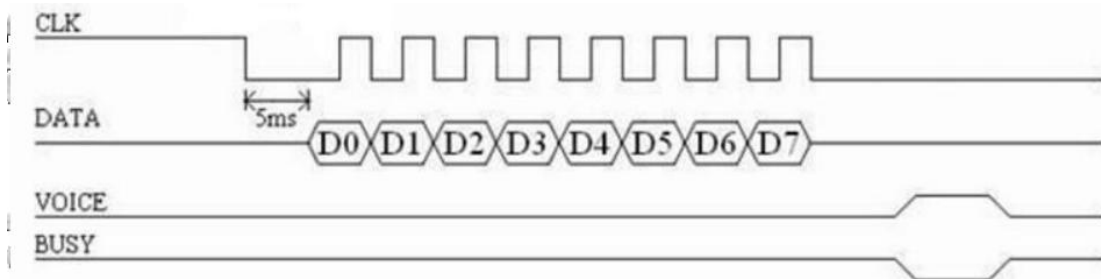 CLK
5ms
DATA
D0 D1 D2 D3 D4 D5 D6 D7
VOICE
BUSY